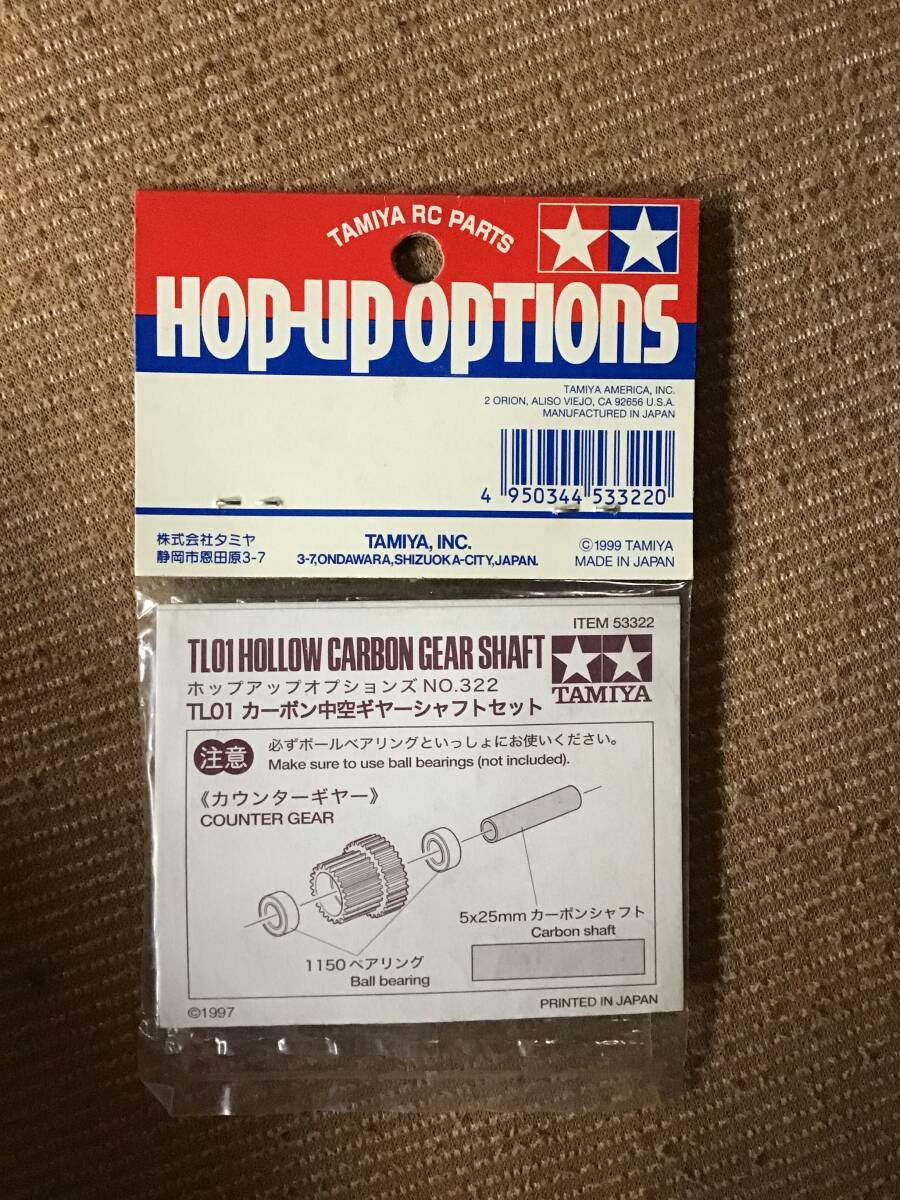 TAMIYA RC PARTS
HOP-UP OPTIONS
TAMIYA AMERICA, INC.
2 ORION, ALISO VIEJO, CA 92656 U.S.A.
MANUFACTURED IN JAPAN
4 950344 533220
株式会社タミヤ
静岡市恩田原3-7
TAMIYA, INC.
3-7,ONDAWARA,SHIZUOKA-CITY,JAPAN.
©1999 TAMIYA
MADE IN JAPAN
ITEM 53322
TL01 HOLLOW CARBON GEAR SHAFT
ホップアップオプションズ NO.322
TL01 カーボン中空ギヤーシャフトセット
TAMIYA
注意
必ずボールベアリングといっしょにお使いください。
Make sure to use ball bearings (not included).
《カウンターギヤー》
COUNTER GEAR
5x25mm カーボンシャフト
Carbon shaft
1150 ベアリング
Ball bearing
©1997
PRINTED IN JAPAN